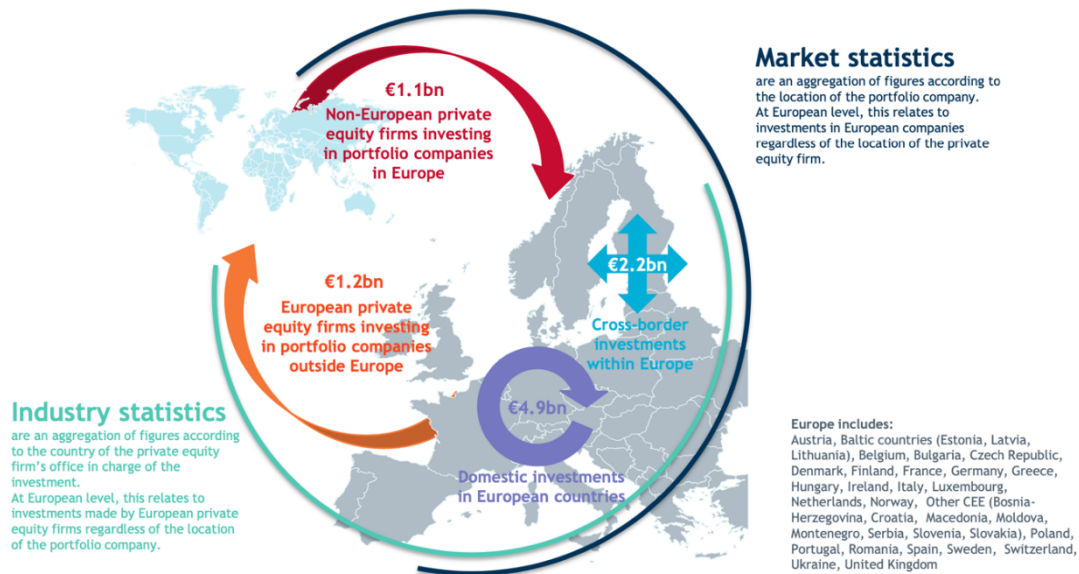 €1.1bn
Non-European private
equity firms investing
in portfolio companies
in Europe
Market statistics
are an aggregation of figures according to
the location of the portfolio company.
At European level, this relates to
investments in European companies
regardless of the location of the private
equity firm.
€2.2bn
Cross-border
investments
within Europe
€1.2bn
European private
equity firms investing
in portfolio companies
outside Europe
€4.9bn
Domestic investments
in European countries
Industry statistics
are an aggregation of figures according
to the country of the private equity
firm's office in charge of the
investment.
At European level, this relates to
investments made by European private
equity firms regardless of the location
of the portfolio company.
Europe includes:
Austria, Baltic countries (Estonia, Latvia,
Lithuania), Belgium, Bulgaria, Czech Republic,
Denmark, Finland, France, Germany, Greece,
Hungary, Ireland, Italy, Luxembourg,
Netherlands, Norway, Other CEE (Bosnia-
Herzegovina, Croatia, Macedonia, Moldova,
Montenegro, Serbia, Slovenia, Slovakia), Poland,
Portugal, Romania, Spain, Sweden, Switzerland,
Ukraine, United Kingdom